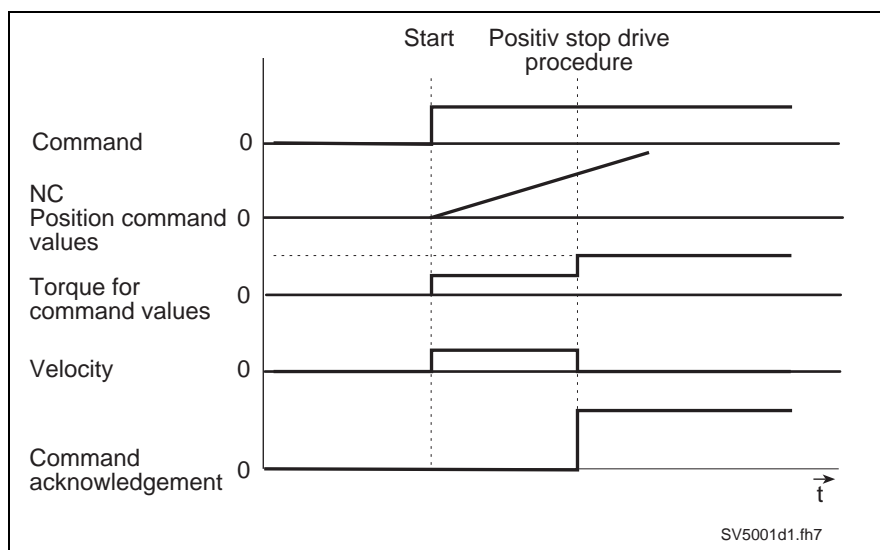 Start
Positiv stop drive
procedure
Command
0
NC
Position command
values
0
Torque for
command values
0
Velocity
0
Command
acknowledgement
0
t
SV5001d1.fh7